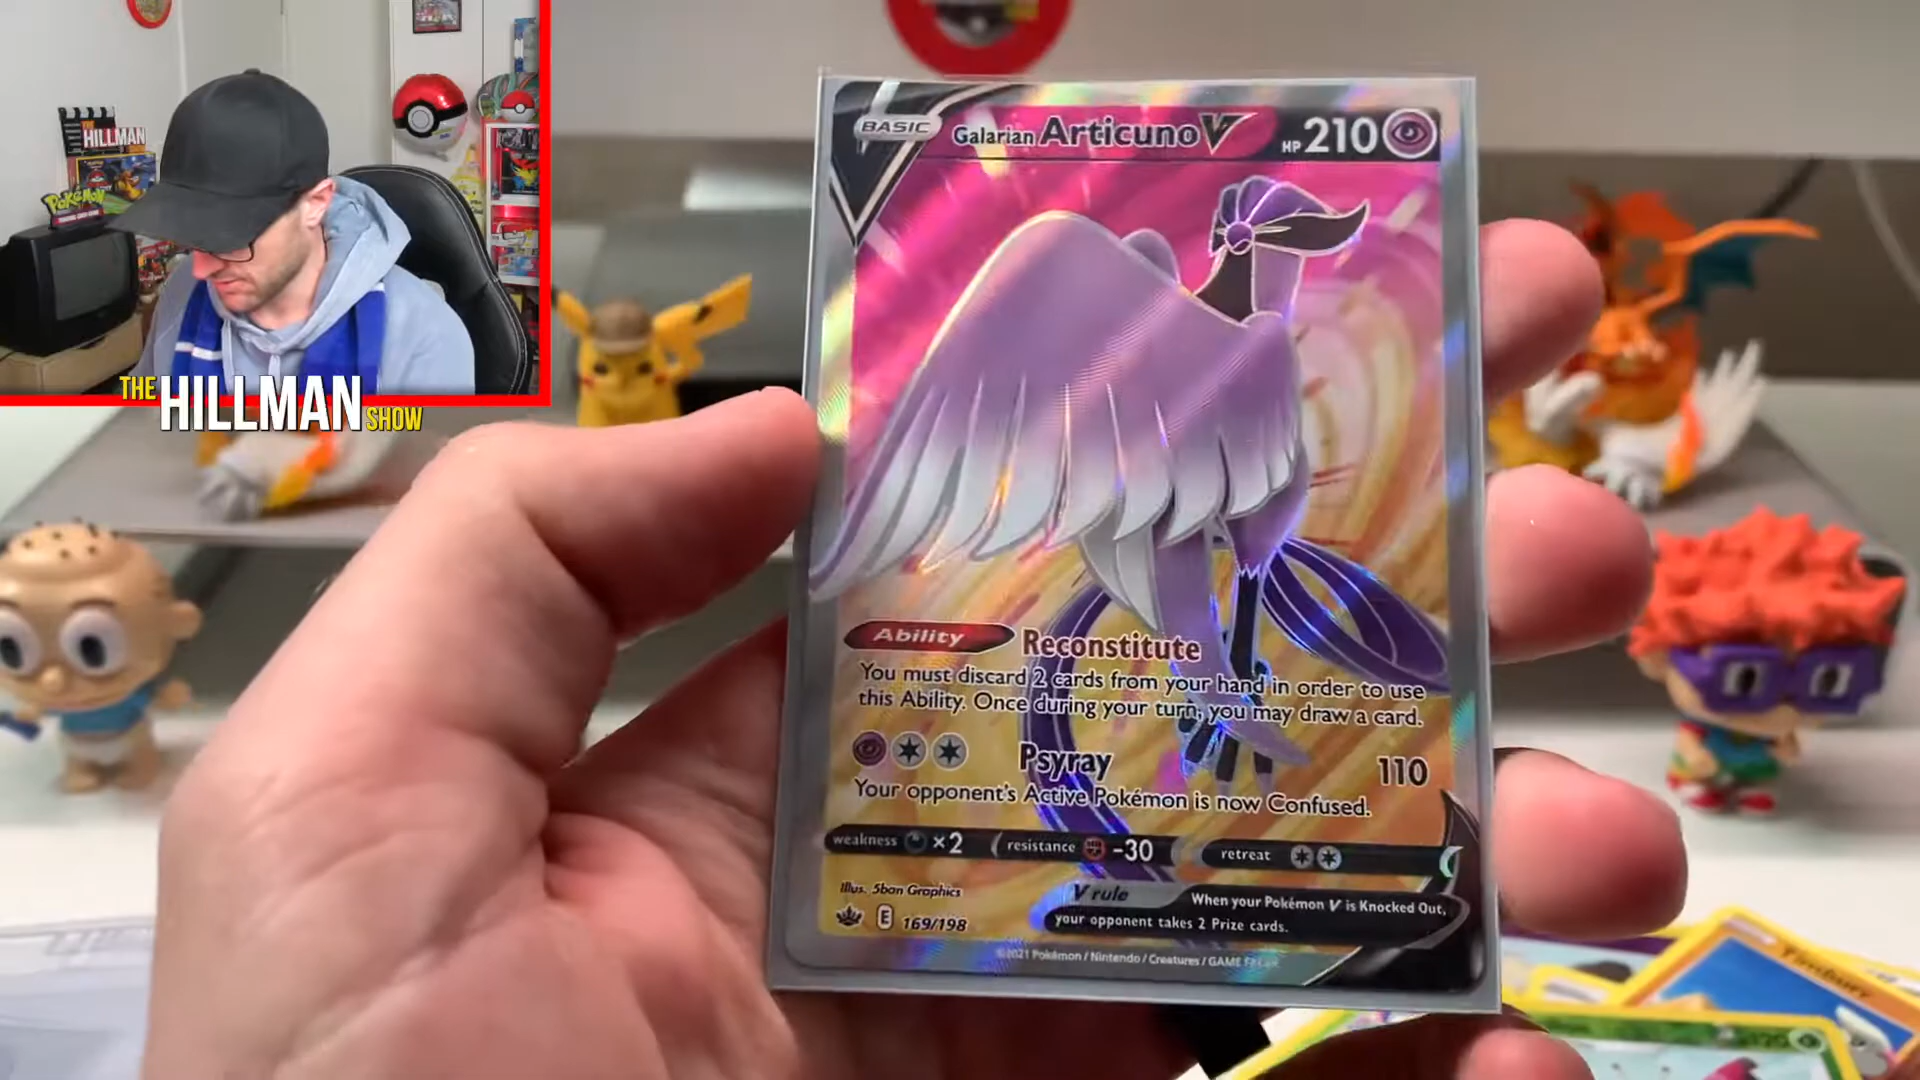 THE
HILLMAN
Pokémon
THE HILLMAN SHOW
BASIC Galarian Articuno V HP 210
Ability Reconstitute
You must discard 2 cards from your hand in order to use
this Ability. Once during your turn, you may draw a card.
Psyray 110
Your opponent's Active Pokémon is now Confused.
weakness ×2 resistance -30 retreat
Illus. 5ban Graphics
V rule When your Pokémon V is Knocked Out,
your opponent takes 2 Prize cards.
E 169/198
©2021 Pokémon / Nintendo / Creatures / GAME FREAK